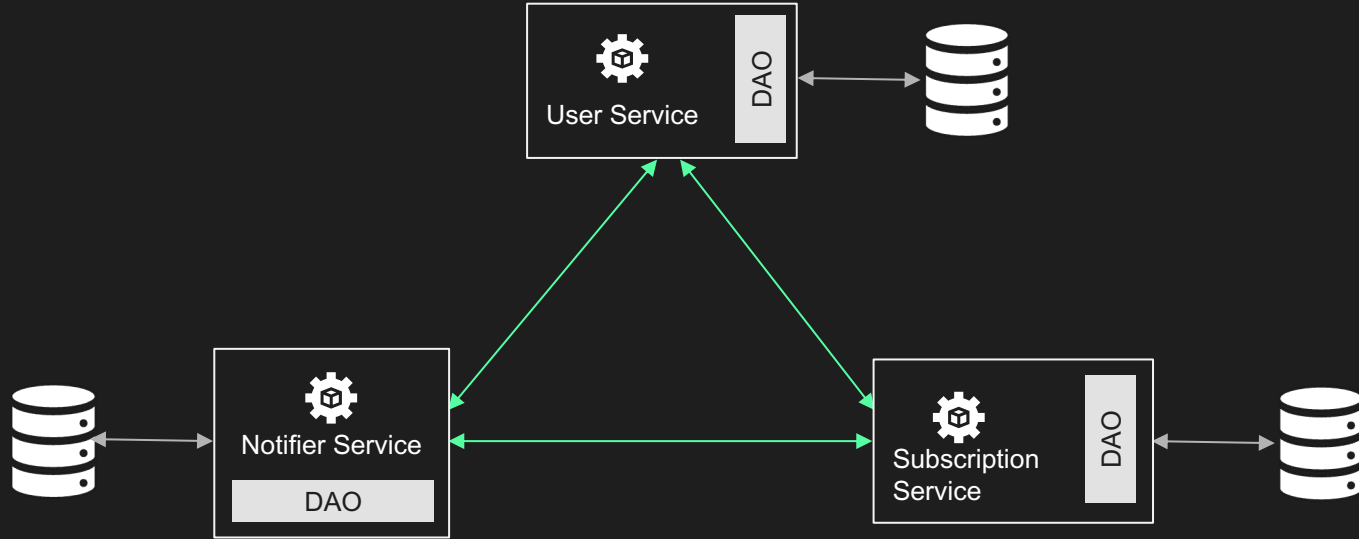 User Service
DAO
Notifier Service
DAO
Subscription
Service
DAO